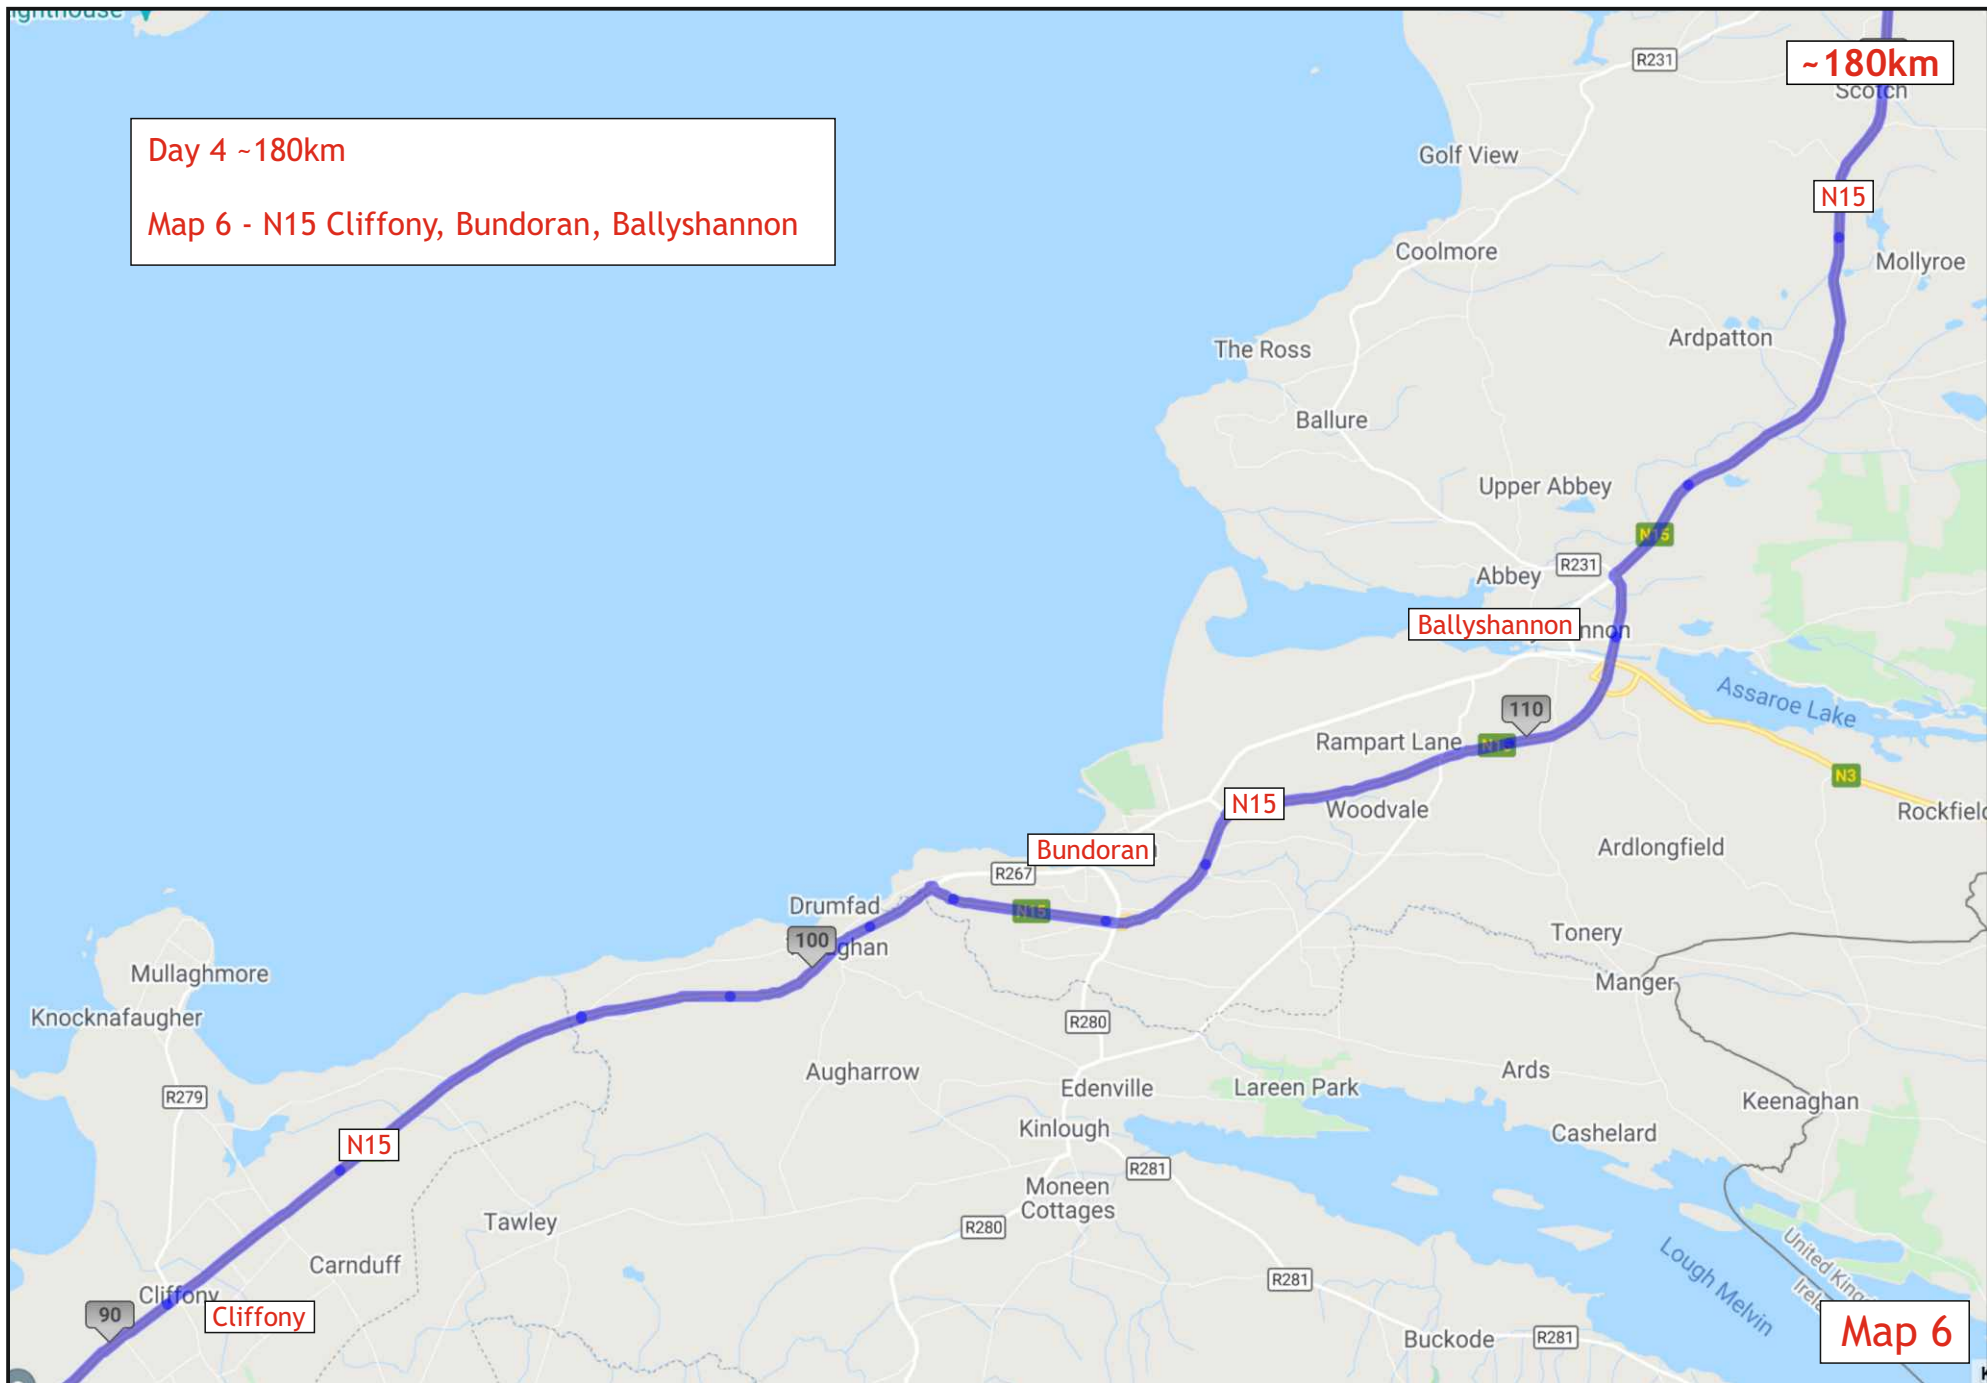 ~180km
R231
Scotch
Day 4 ~180km
Golf View
N15
Map 6 - N15 Cliffony, Bundoran, Ballyshannon
Coolmore
Mollyroe
Ardpatton
The Ross
Ballure
Upper Abbey
N15
R231
Abbey
Ballyshannon
Assaroe Lake
110
Rampart Lane
N15
N3
N15
Woodvale
Rockfield
Ardlongfield
Bundoran
R267
Drumfad
N15
100
Tonery
Mullaghmore
Manger
Knocknafaugher
R280
Augharrow
Ards
Edenville
Lareen Park
R279
Keenaghan
Kinlough
Cashelard
N15
R281
Moneen
Cottages
Tawley
R280
Carnduff
Lough Melvin
R281
Cliffony
90
Cliffony
Map 6
Buckode
R281